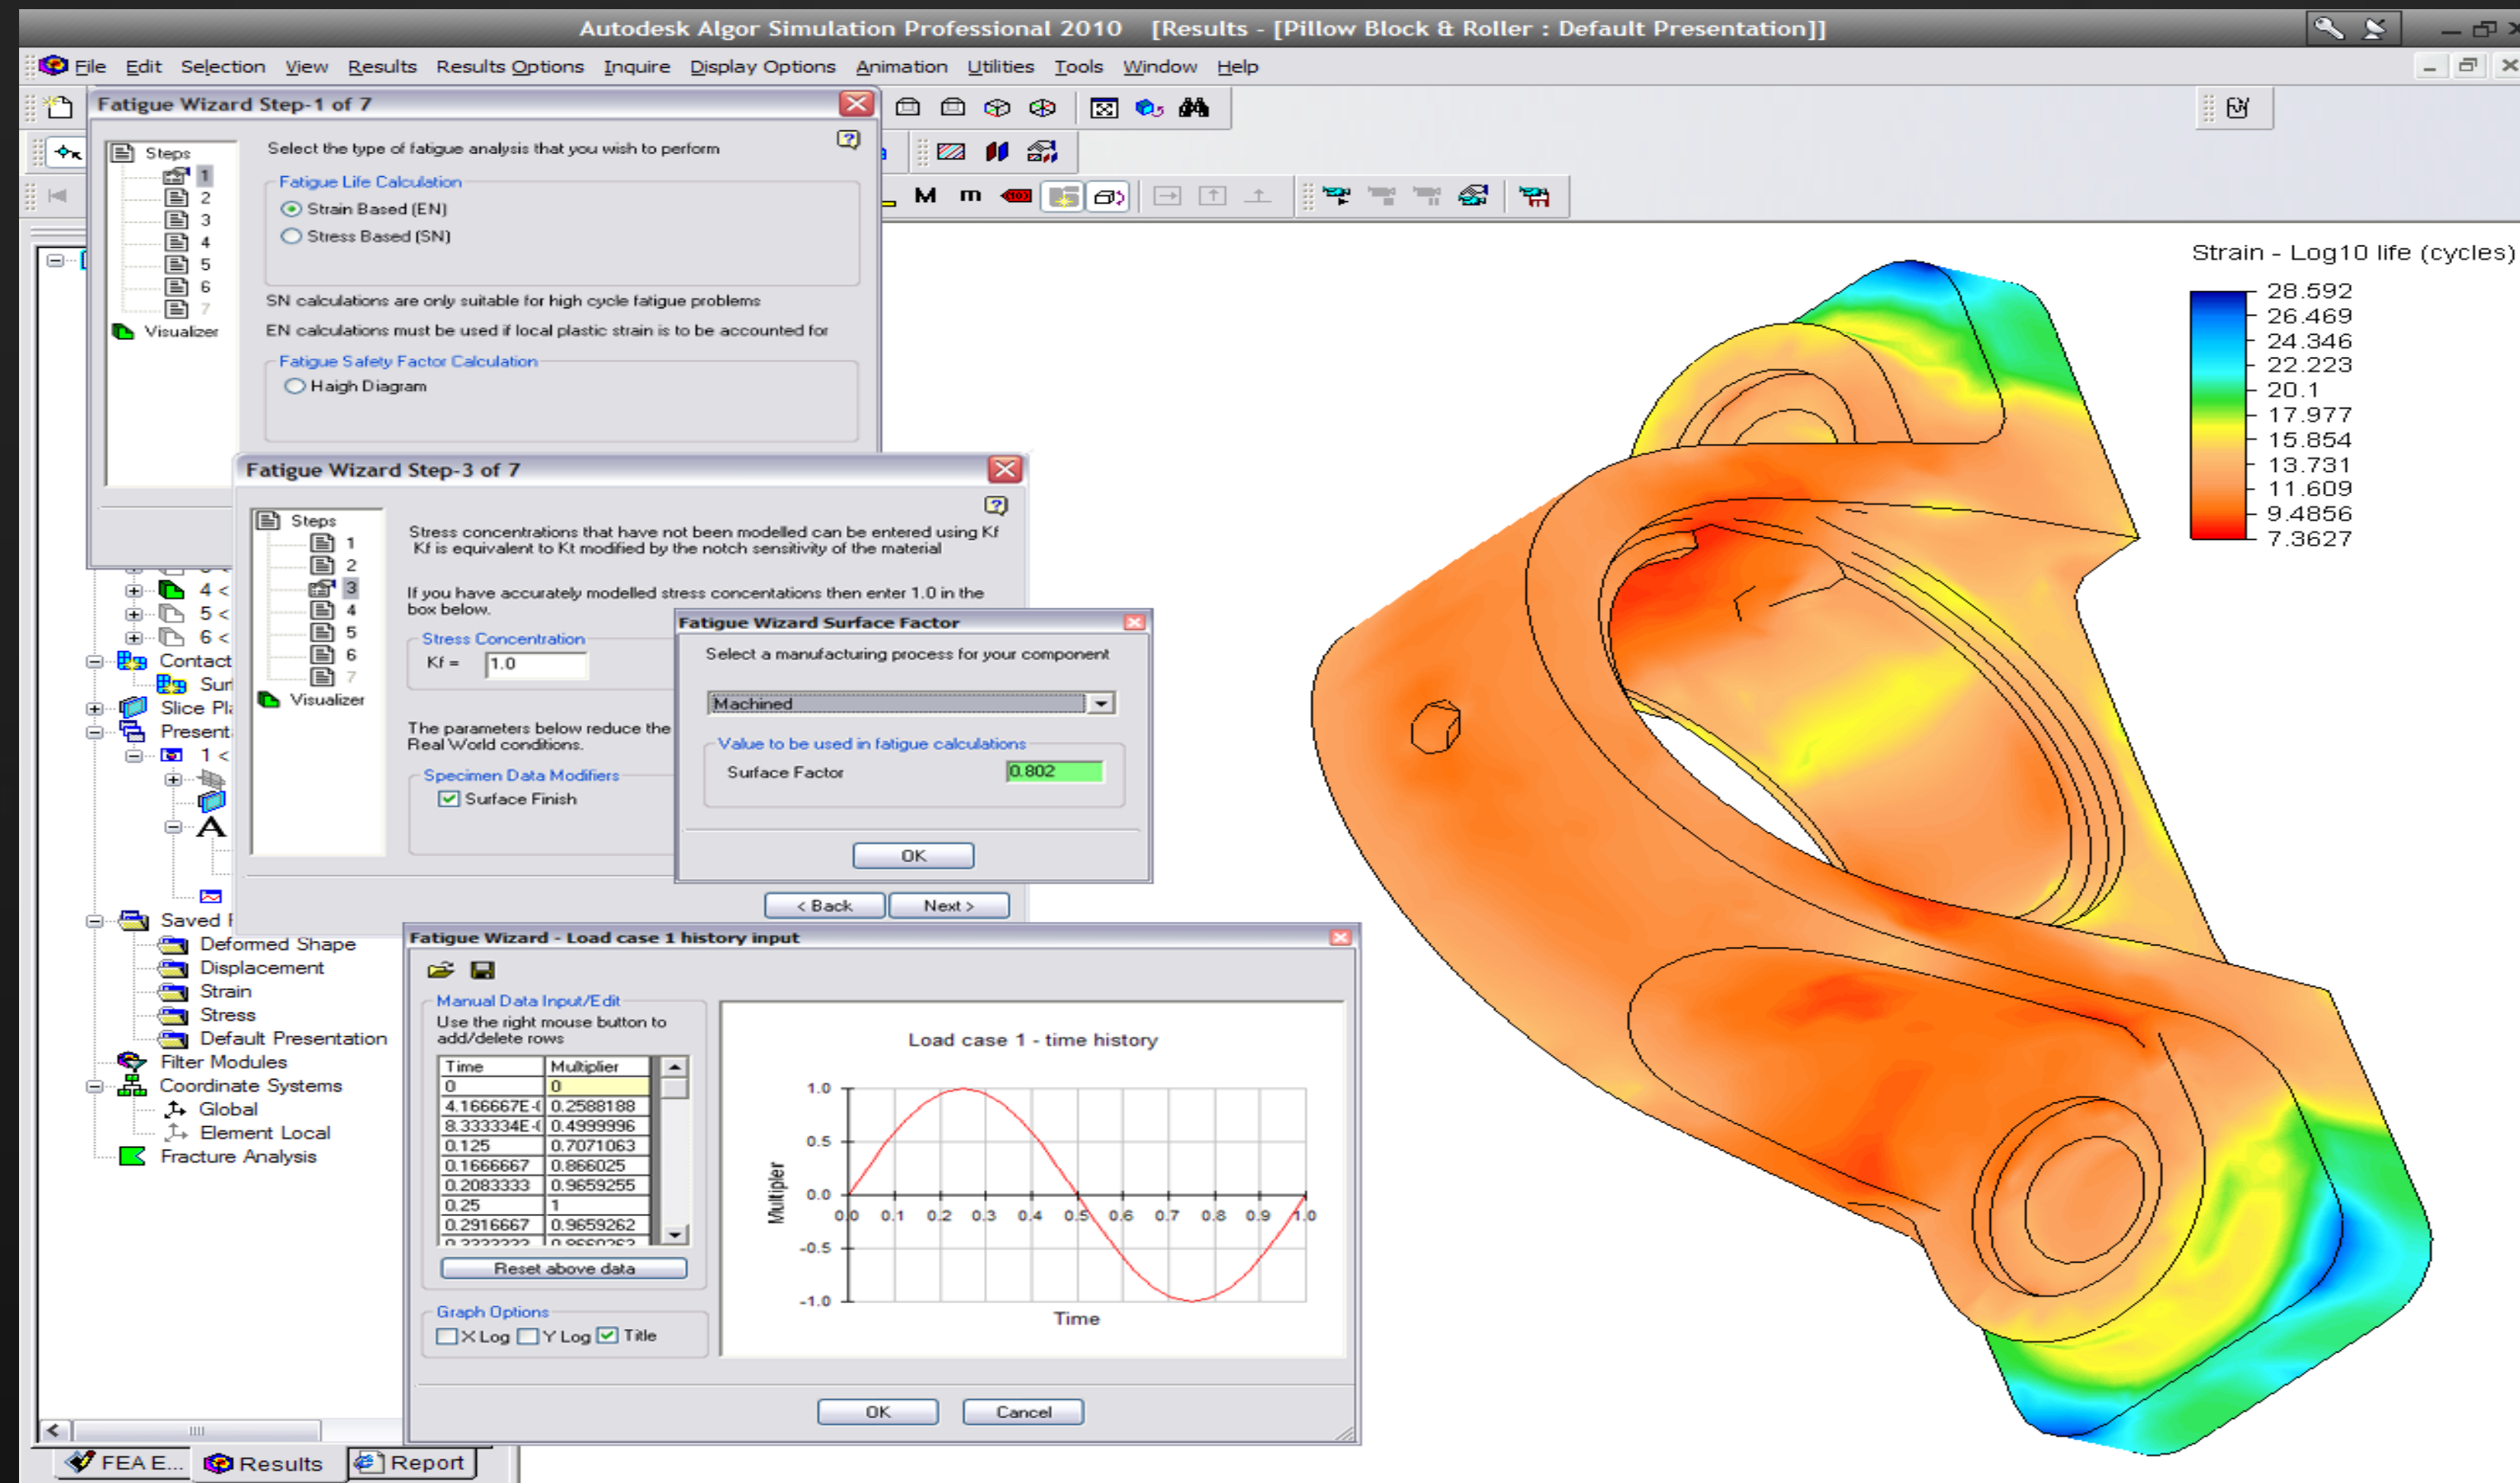 Autodesk Algor Simulation Professional 2010 [Results - [Pillow Block & Roller : Default Presentation]]
File Edit Selection View Results Results Options Inquire Display Options Animation Utilities Tools Window Help
Fatigue Wizard Step-1 of 7
Steps
1
2
3
4
5
6
7
Visualizer
Select the type of fatigue analysis that you wish to perform
Fatigue Life Calculation
Strain Based (EN)
Stress Based (SN)
SN calculations are only suitable for high cycle fatigue problems
EN calculations must be used if local plastic strain is to be accounted for
Fatigue Safety Factor Calculation
Haigh Diagram
M m
Strain - Log10 life (cycles)
28.592
26.469
24.346
22.223
20.1
17.977
15.854
13.731
11.609
9.4856
7.3627
Fatigue Wizard Step-3 of 7
Steps
1
2
3
4
5
6
7
Visualizer
Stress concentrations that have not been modelled can be entered using Kf
Kf is equivalent to Kt modified by the notch sensitivity of the material
If you have accurately modelled stress concentations then enter 1.0 in the
box below.
Stress Concentration
Kf = 1.0
The parameters below reduce the
Real World conditions.
Specimen Data Modifiers
Surface Finish
< Back Next >
Fatigue Wizard Surface Factor
Select a manufacturing process for your component
Machined
Value to be used in fatigue calculations
Surface Factor 0.802
OK
4 <
5 <
6 <
Contact
Sur
Slice Pla
Present
1 <
A
Saved
Deformed Shape
Displacement
Strain
Stress
Default Presentation
Filter Modules
Coordinate Systems
Global
Element Local
Fracture Analysis
Fatigue Wizard - Load case 1 history input
Manual Data Input/Edit
Use the right mouse button to
add/delete rows
Time Multiplier
0 0
4.166667E-( 0.2588188
8.333334E-( 0.4999996
0.125 0.7071063
0.1666667 0.866025
0.2083333 0.9659255
0.25 1
0.2916667 0.9659262
Reset above data
Graph Options
X Log Y Log Title
Load case 1 - time history
Multipler
1.0
0.5
0.0
-0.5
-1.0
0.0 0.1 0.2 0.3 0.4 0.5 0.6 0.7 0.8 0.9 1.0
Time
OK Cancel
FEA E... Results Report